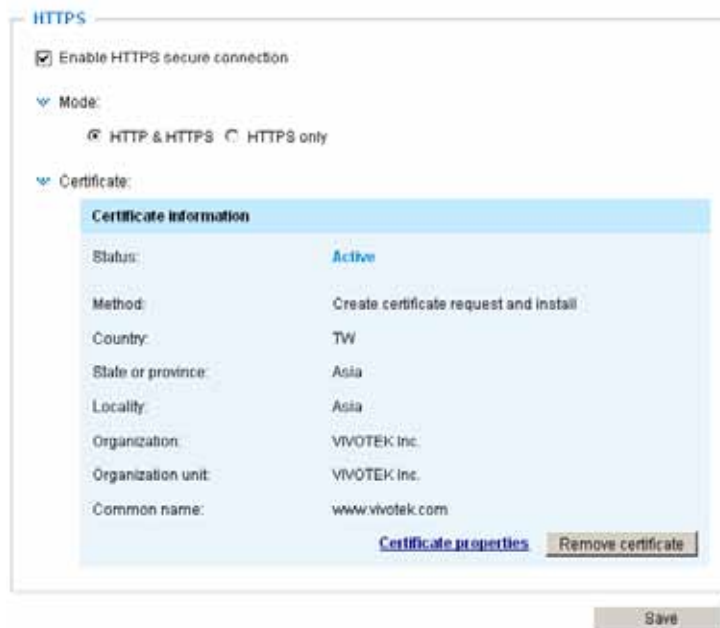 HTTPS
Enable HTTPS secure connection
Mode:
HTTP & HTTPS HTTPS only
Certificate:
Certificate information
Status: Active
Method: Create certificate request and install
Country: TW
State or province: Asia
Locality: Asia
Organization: VIVOTEK Inc.
Organization unit: VIVOTEK Inc.
Common name: www.vivotek.com
Certificate properties Remove certificate
Save